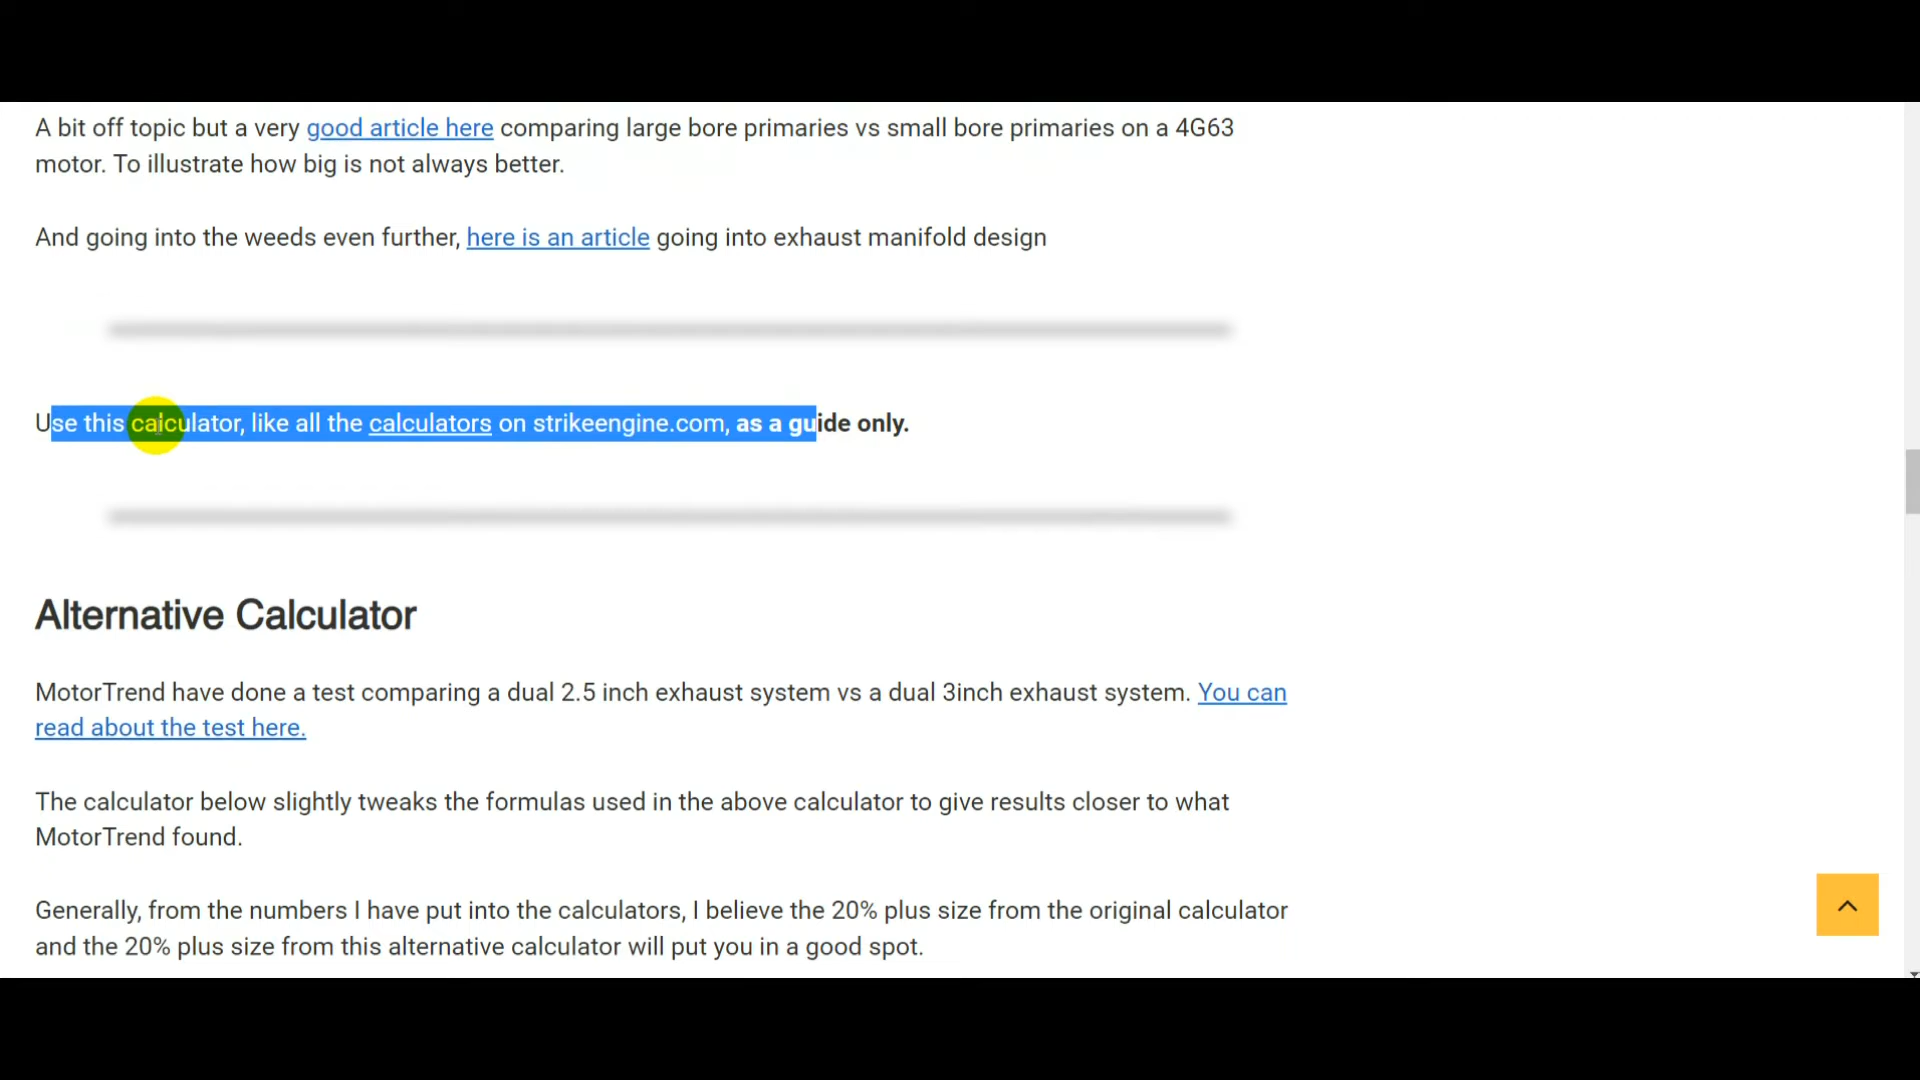 A bit off topic but a very good article here comparing large bore primaries vs small bore primaries on a 4G63
motor. To illustrate how big is not always better.
And going into the weeds even further, here is an article going into exhaust manifold design
Use this calculator, like all the calculators on strikeengine.com, as a guide only.
Alternative Calculator
MotorTrend have done a test comparing a dual 2.5 inch exhaust system vs a dual 3inch exhaust system. You can
read about the test here.
The calculator below slightly tweaks the formulas used in the above calculator to give results closer to what
MotorTrend found.
Generally, from the numbers I have put into the calculators, I believe the 20% plus size from the original calculator
and the 20% plus size from this alternative calculator will put you in a good spot.